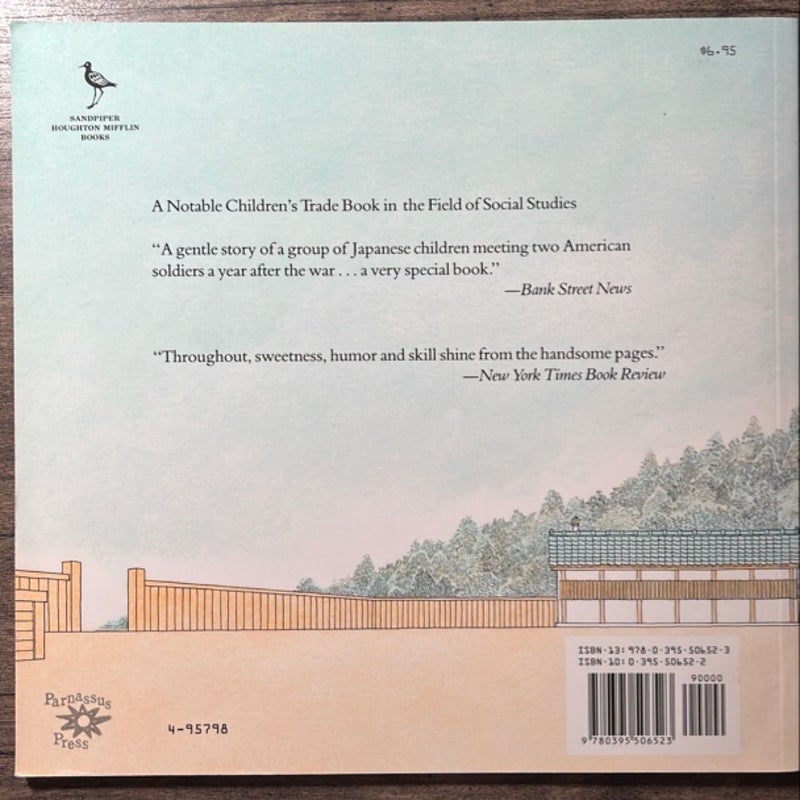 $6.95
SANDPIPER
HOUGHTON MIFFLIN
BOOKS
A Notable Children's Trade Book in the Field of Social Studies
“A gentle story of a group of Japanese children meeting two American
soldiers a year after the war . . . a very special book.”
—Bank Street News
“Throughout, sweetness, humor and skill shine from the handsome pages.”
—New York Times Book Review
ISBN-13: 978-0-395-50652-3
ISBN-10: 0-395-50652-2
90000
9 780395 506523
Parnassus
Press
4-95798